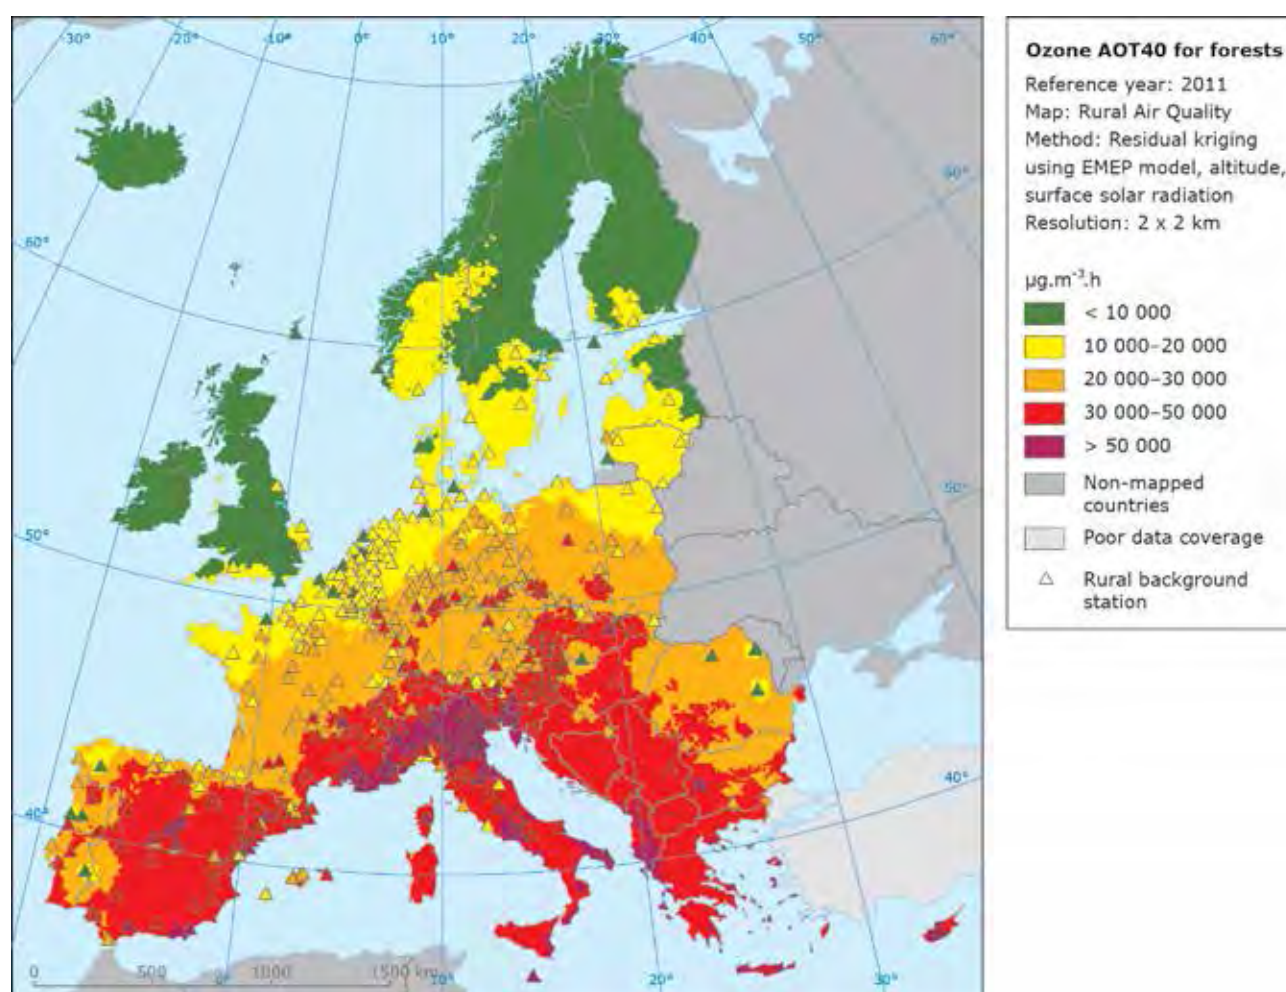 -30° -20° -10° 0° 10° 20° 30° 40° 50° 60°
60°
60°
50°
50°
40°
40°
0 500 1000 1500 km
0° 10° 20° 30°
Ozone AOT40 for forests
Reference year: 2011
Map: Rural Air Quality
Method: Residual kriging
using EMEP model, altitude,
surface solar radiation
Resolution: 2 x 2 km
µg.m⁻³.h
< 10 000
10 000–20 000
20 000–30 000
30 000–50 000
> 50 000
Non-mapped
countries
Poor data coverage
Rural background
station